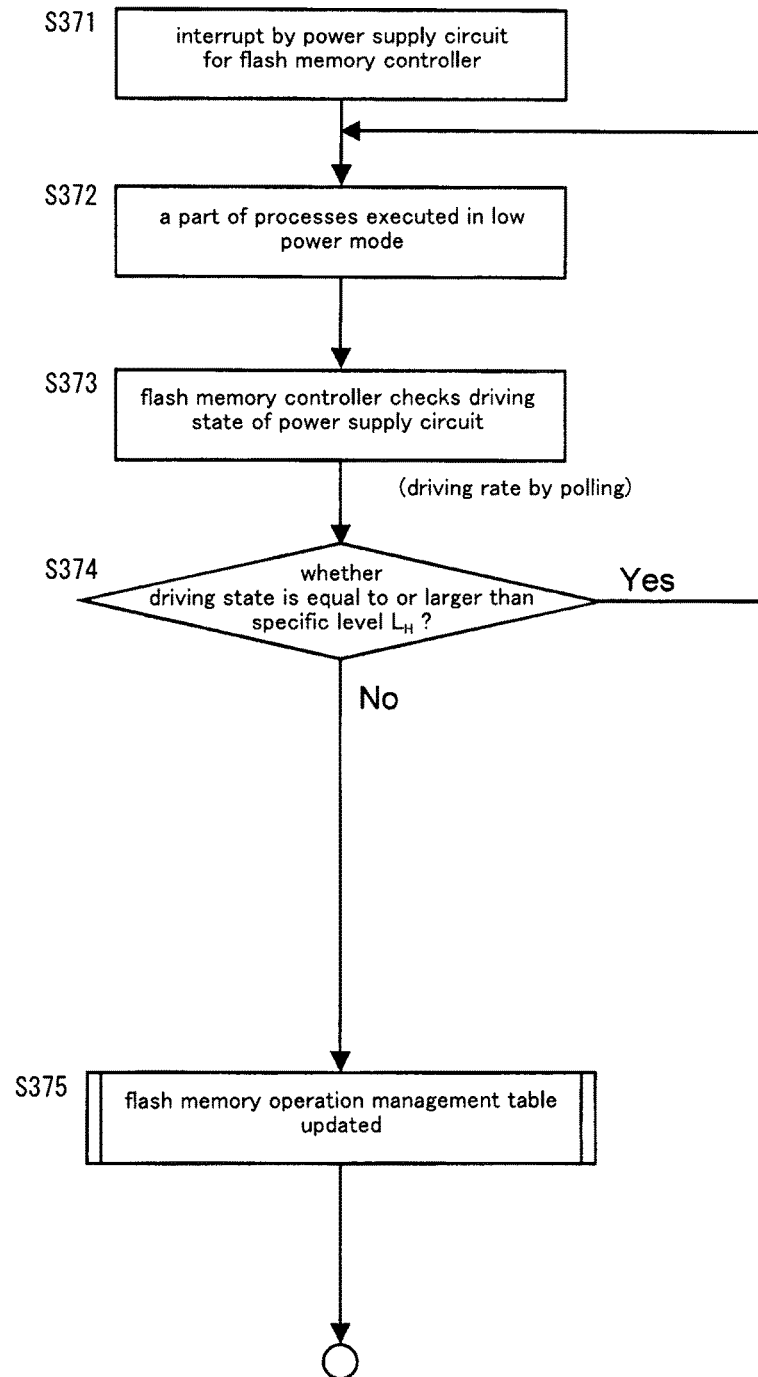 S371
interrupt by power supply circuit
for flash memory controller
S372
a part of processes executed in low
power mode
S373
flash memory controller checks driving
state of power supply circuit
(driving rate by polling)
S374
whether
driving state is equal to or larger than
specific level L_H ?
Yes
No
S375
flash memory operation management table
updated